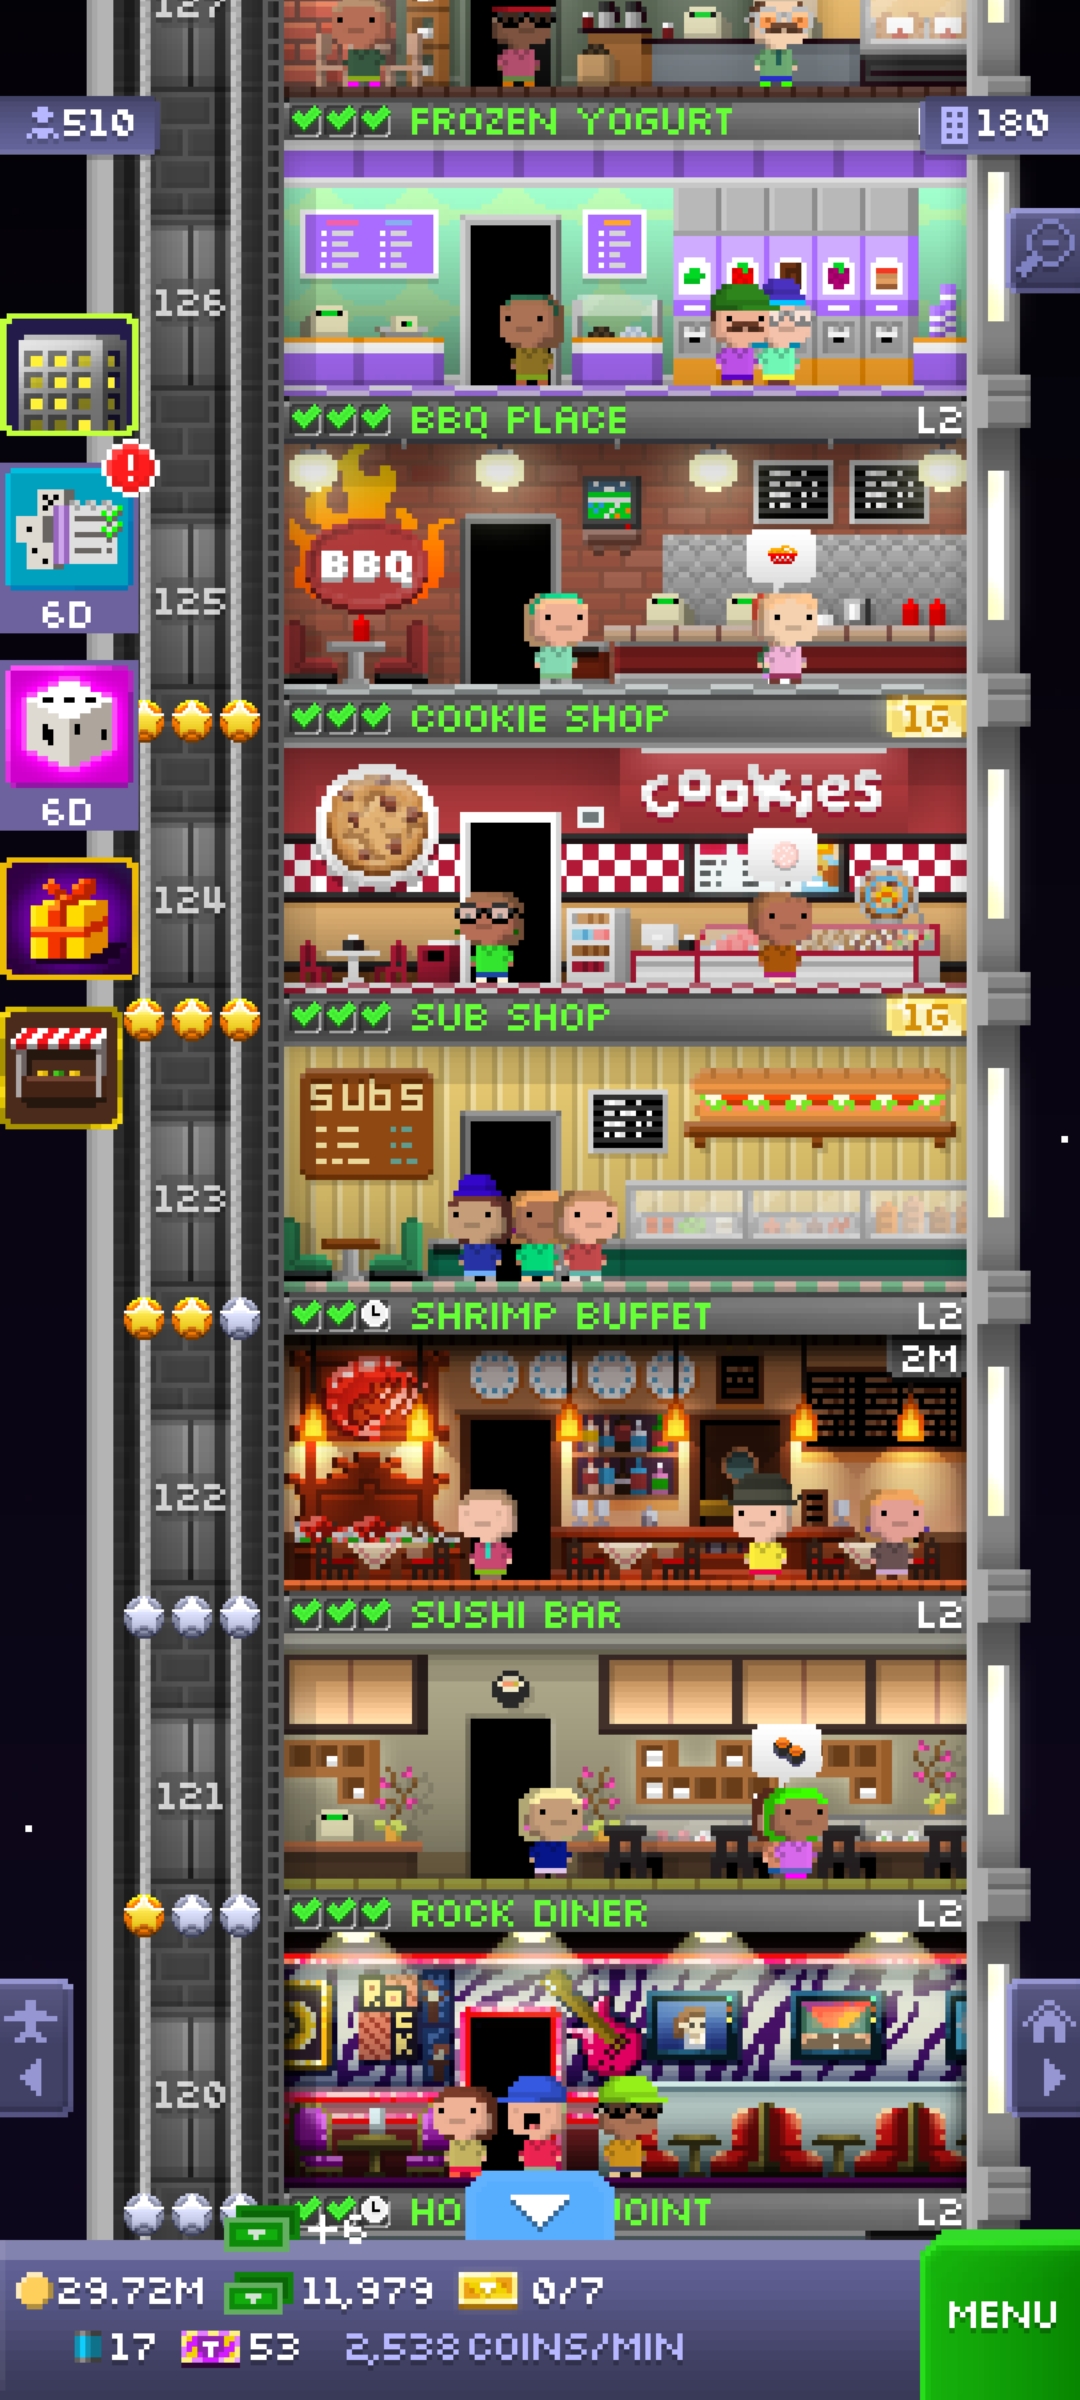 127
510
FROZEN YOGURT
180
126
BBQ PLACE L2
BBQ
6D
125
COOKIE SHOP 1G
6D
cookies
124
SUB SHOP 1G
subs
123
SHRIMP BUFFET L2
2M
122
SUSHI BAR L2
121
ROCK DINER L2
ROCK
120
HO OINT L2
+6
29.72M 11,979 0/7
MENU
17 53 2,538 COINS/MIN